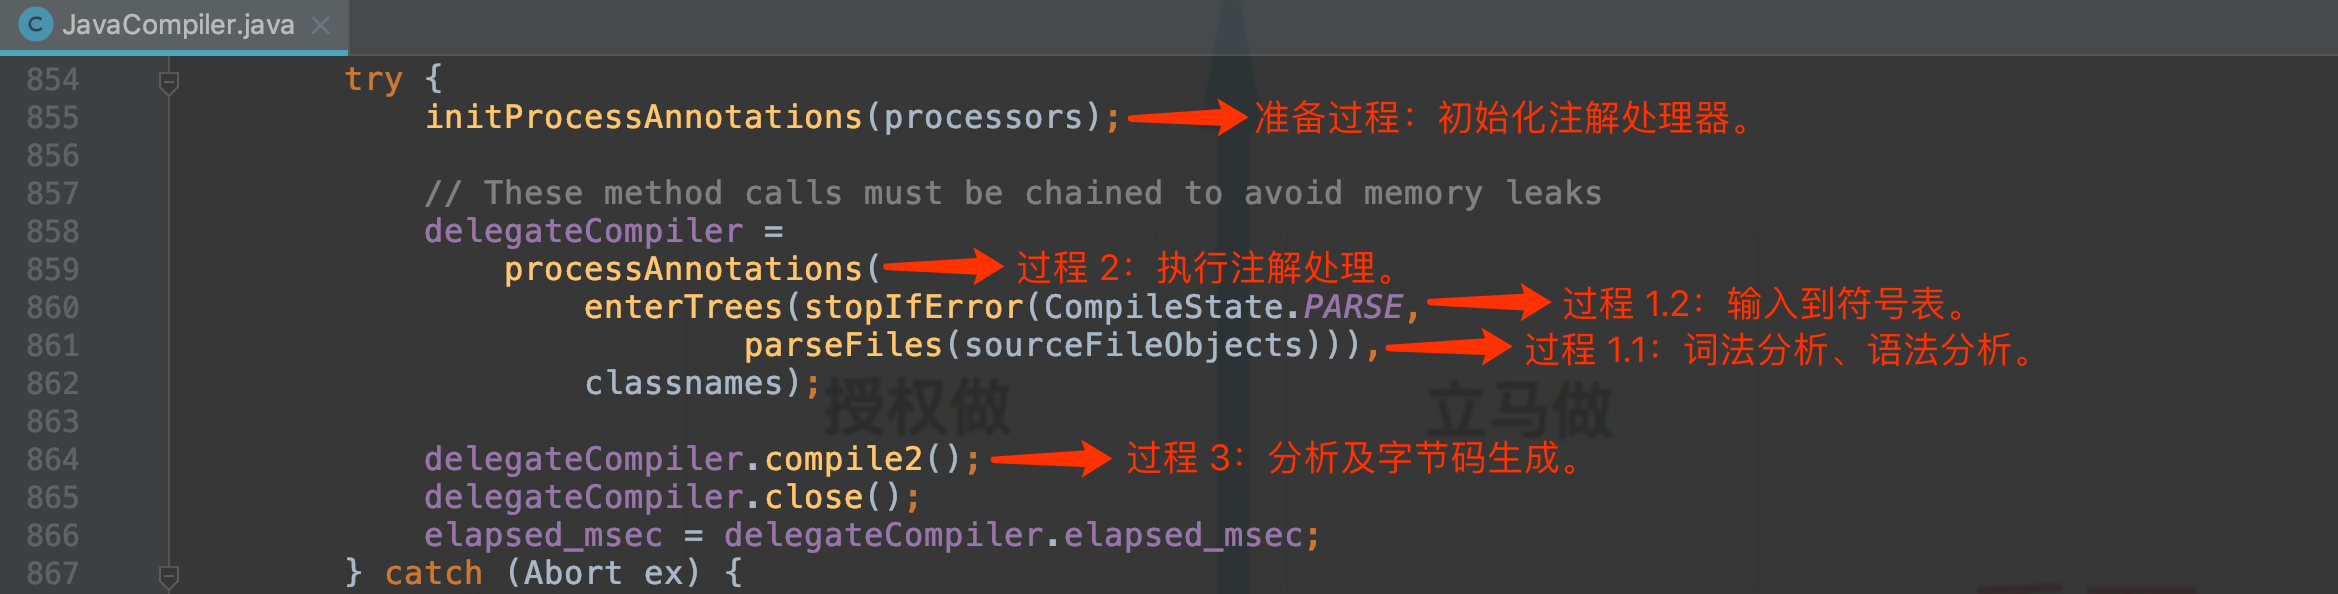 JavaCompiler.java
854 try {
855 initProcessAnnotations(processors); 准备过程：初始化注解处理器。
856
857 // These method calls must be chained to avoid memory leaks
858 delegateCompiler =
859 processAnnotations( 过程 2：执行注解处理。
860 enterTrees(stopIfError(CompileState.PARSE, 过程 1.2：输入到符号表。
861 parseFiles(sourceFileObjects))), 过程 1.1：词法分析、语法分析。
862 classnames);
授权做 立马做
863
864 delegateCompiler.compile2(); 过程 3：分析及字节码生成。
865 delegateCompiler.close();
866 elapsed_msec = delegateCompiler.elapsed_msec;
867 } catch (Abort ex) {